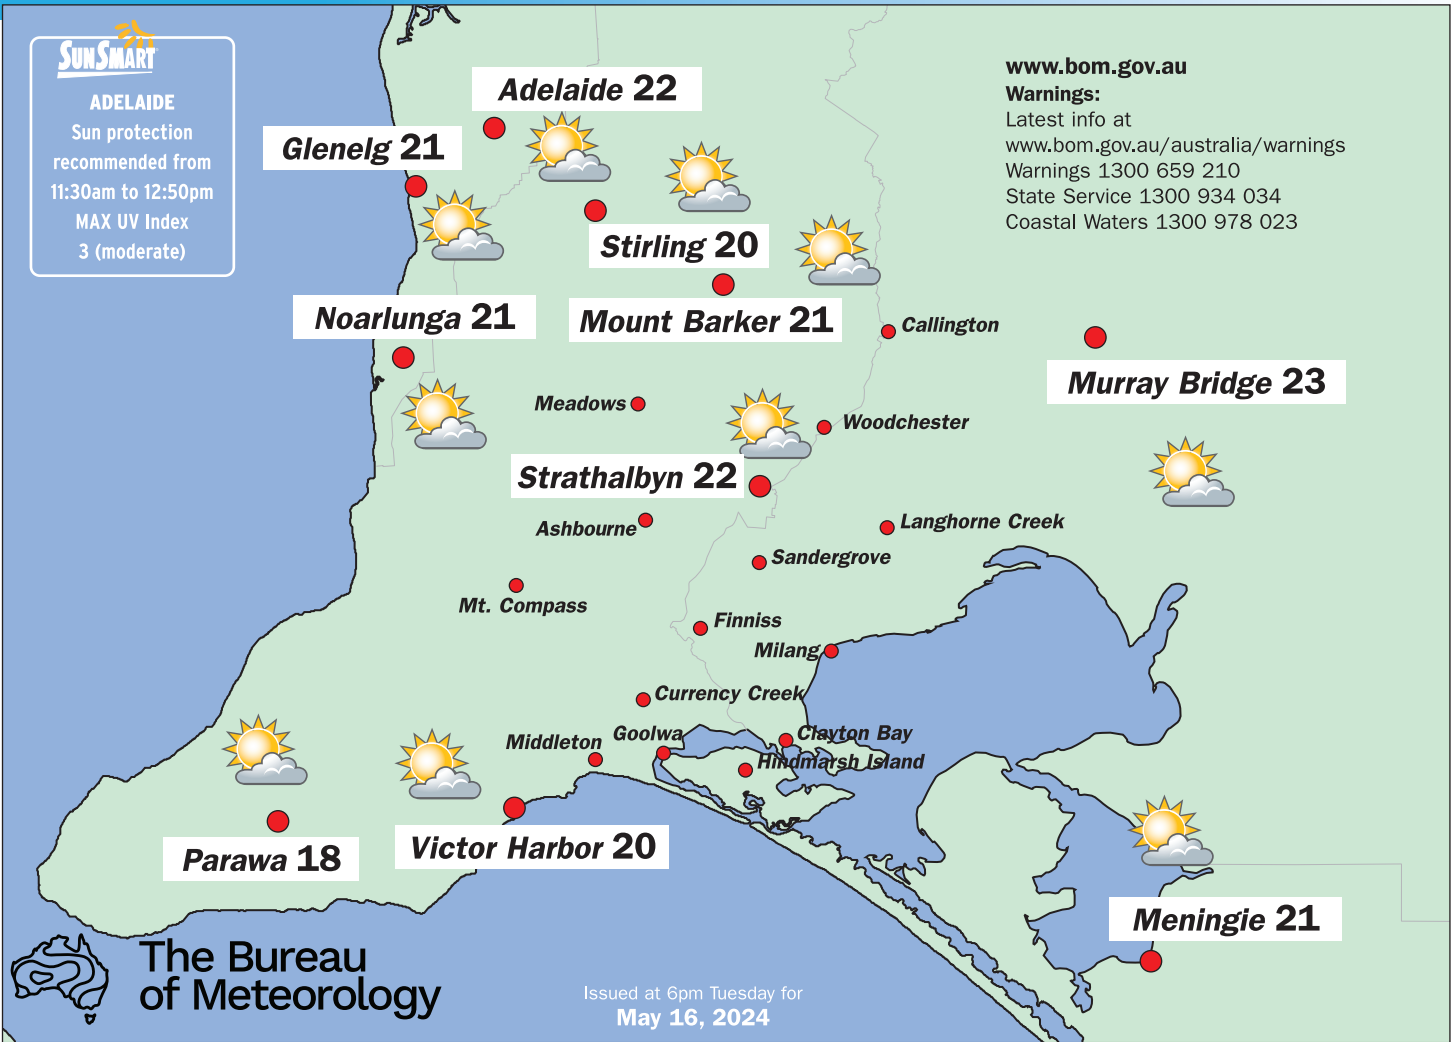 SUNSMART
ADELAIDE
Sun protection
recommended from
11:30am to 12:50pm
MAX UV Index
3 (moderate)
www.bom.gov.au
Warnings:
Latest info at
www.bom.gov.au/australia/warnings
Warnings 1300 659 210
State Service 1300 934 034
Coastal Waters 1300 978 023
Adelaide 22
Glenelg 21
Stirling 20
Noarlunga 21
Mount Barker 21
Callington
Murray Bridge 23
Meadows
Woodchester
Strathalbyn 22
Ashbourne
Langhorne Creek
Sandergrove
Mt. Compass
Finniss
Milang
Currency Creek
Middleton
Goolwa
Clayton Bay
Hindmarsh Island
Parawa 18
Victor Harbor 20
Meningie 21
The Bureau
of Meteorology
Issued at 6pm Tuesday for
May 16, 2024